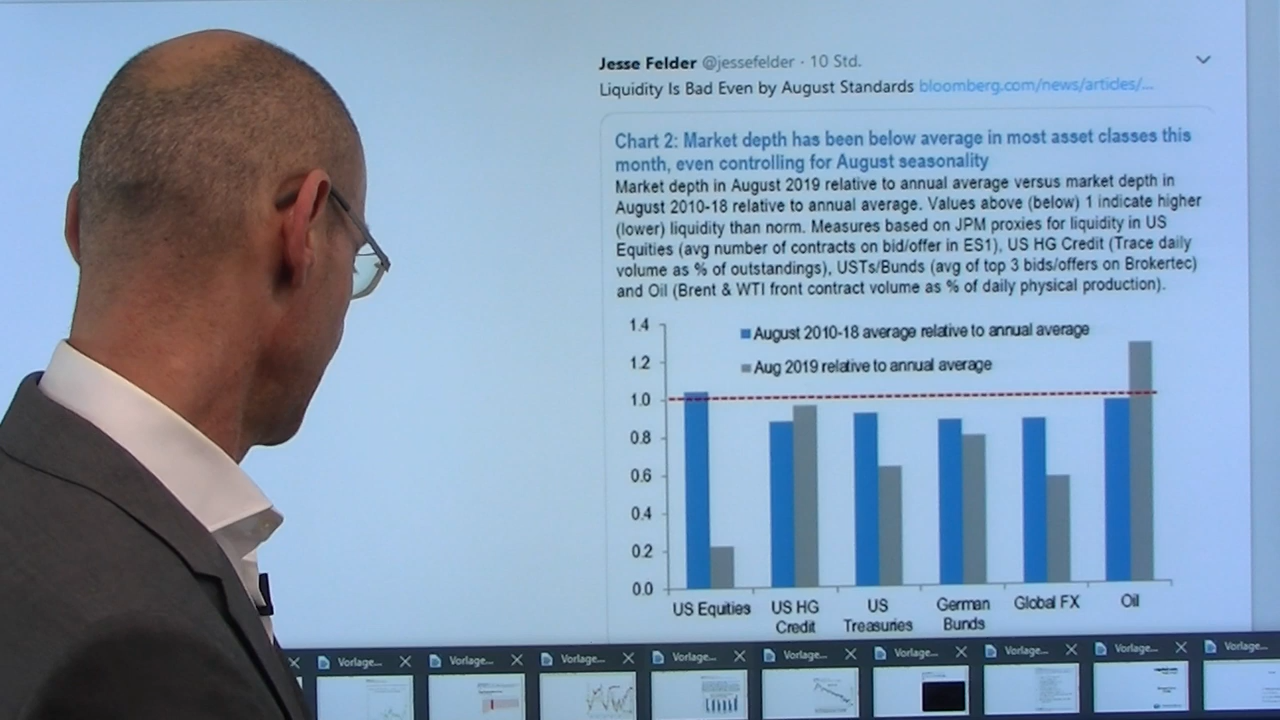 Jesse Felder @jessefelder · 10 Std.
Liquidity Is Bad Even by August Standards bloomberg.com/news/articles/...
Chart 2: Market depth has been below average in most asset classes this
month, even controlling for August seasonality
Market depth in August 2019 relative to annual average versus market depth in
August 2010-18 relative to annual average. Values above (below) 1 indicate higher
(lower) liquidity than norm. Measures based on JPM proxies for liquidity in US
Equities (avg number of contracts on bid/offer in ES1), US HG Credit (Trace daily
volume as % of outstandings), USTs/Bunds (avg of top 3 bids/offers on Brokertec)
and Oil (Brent & WTI front contract volume as % of daily physical production).
1.4
August 2010-18 average relative to annual average
1.2
Aug 2019 relative to annual average
1.0
0.8
0.6
0.4
0.2
0.0
US Equities US HG Credit US Treasuries German Bunds Global FX Oil
Vorlage... Vorlage... Vorlage... Vorlage... Vorlage... Vorlage... Vorlage... Vorlage... Vorlage...